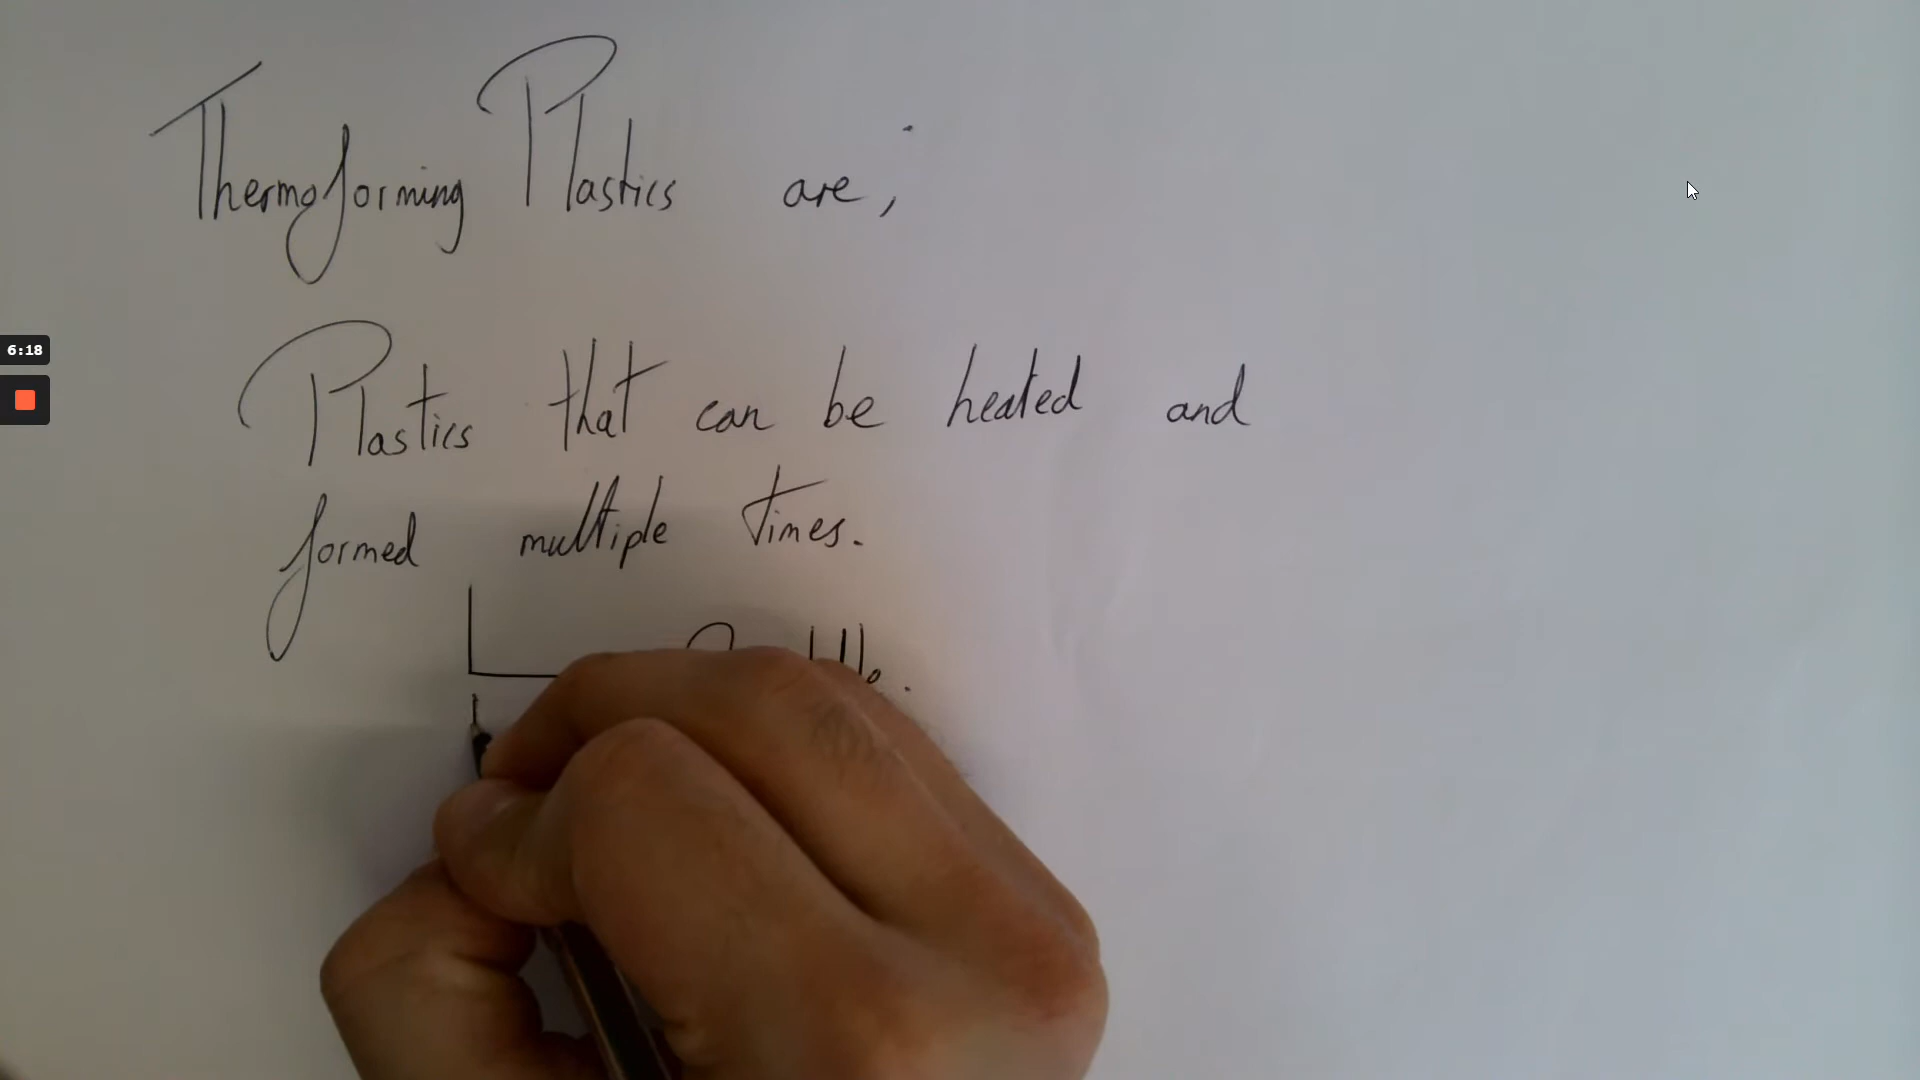 Thermoforming Plastics are;
Plastics that can be heated and
formed multiple times.
6:18